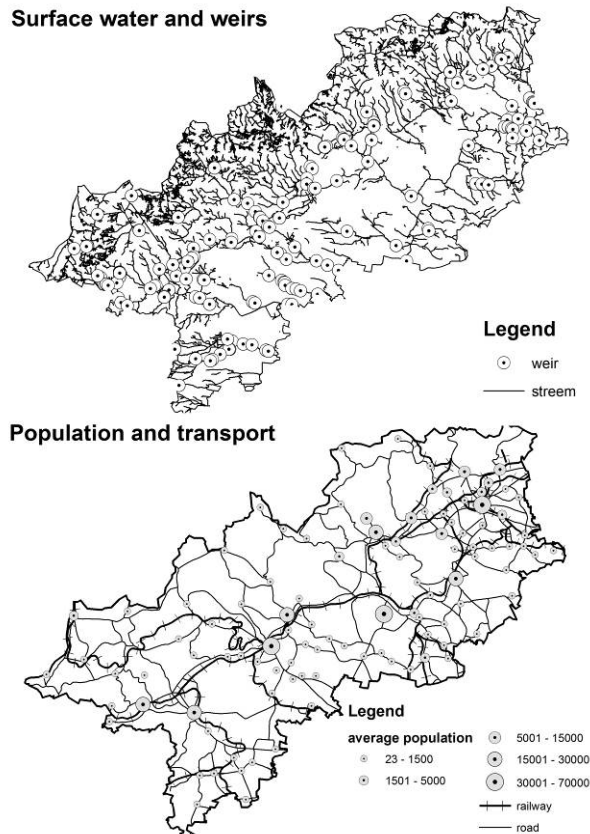 Surface water and weirs
Legend
weir
streem
Population and transport
Legend
average population
23 - 1500
1501 - 5000
5001 - 15000
15001 - 30000
30001 - 70000
railway
road